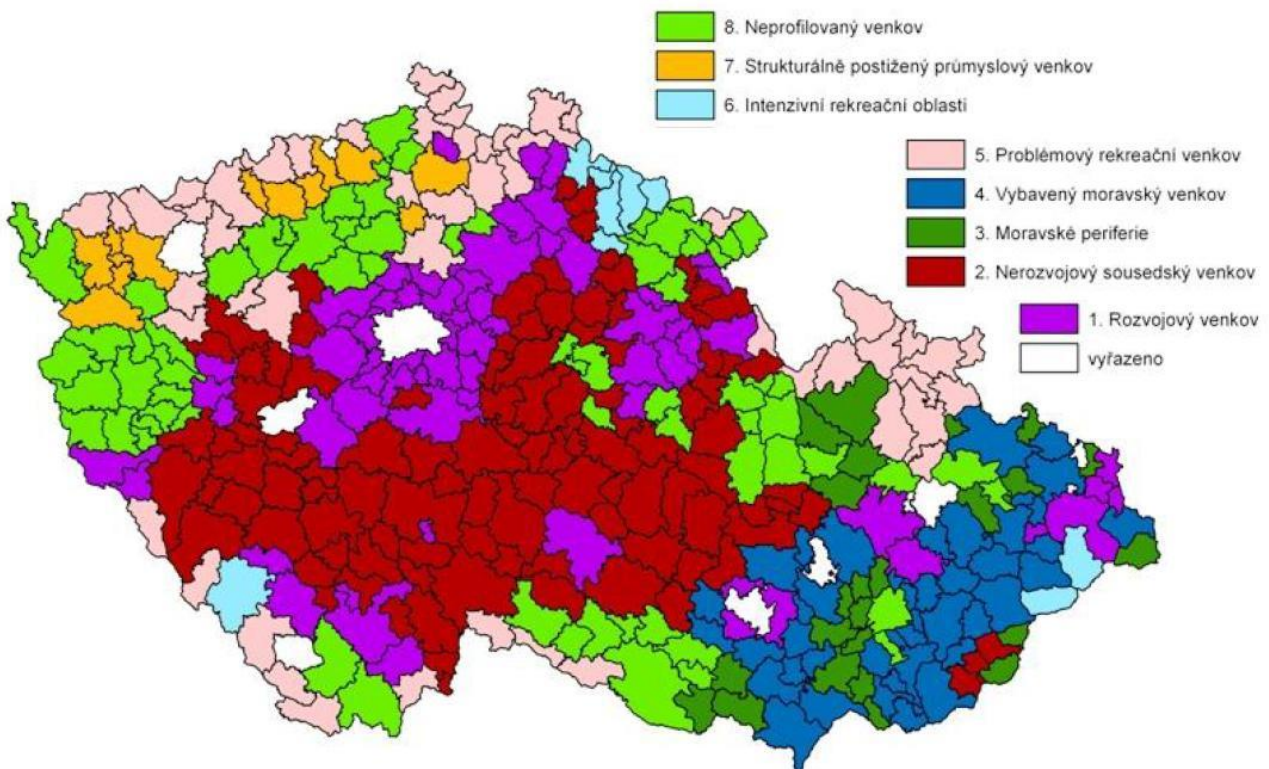 8. Neprofilovaný venkov
7. Strukturálně postižený průmyslový venkov
6. Intenzivní rekreační oblasti
5. Problémový rekreační venkov
4. Vybavený moravský venkov
3. Moravské periferie
2. Nerozvojový sousedský venkov
1. Rozvojový venkov
vyřazeno